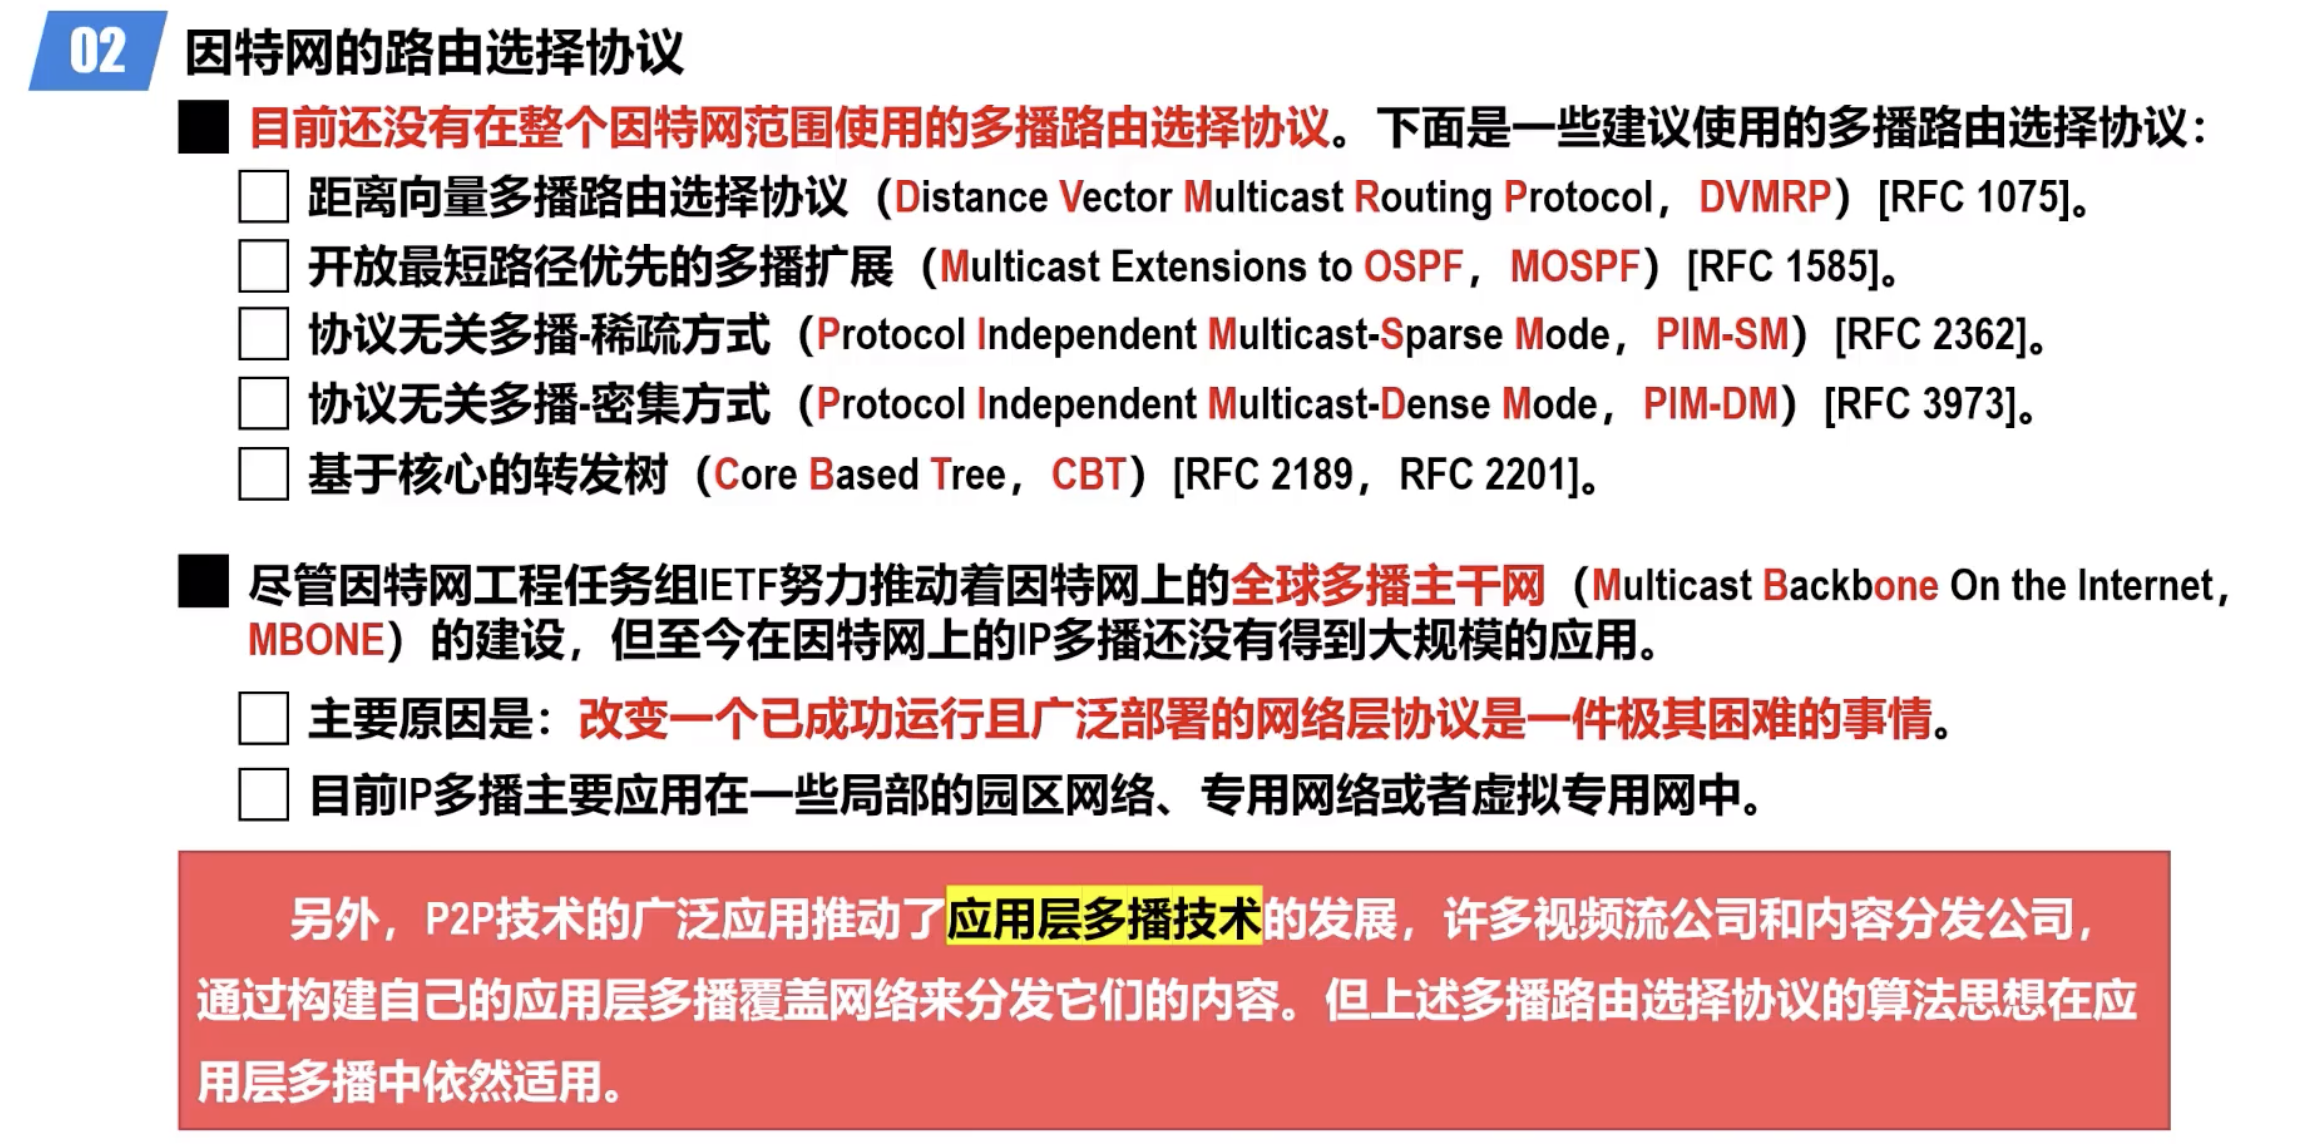 02 因特网的路由选择协议
目前还没有在整个因特网范围使用的多播路由选择协议。下面是一些建议使用的多播路由选择协议：
距离向量多播路由选择协议（Distance Vector Multicast Routing Protocol，DVMRP）[RFC 1075]。
开放最短路径优先的多播扩展（Multicast Extensions to OSPF，MOSPF）[RFC 1585]。
协议无关多播-稀疏方式（Protocol Independent Multicast-Sparse Mode，PIM-SM）[RFC 2362]。
协议无关多播-密集方式（Protocol Independent Multicast-Dense Mode，PIM-DM）[RFC 3973]。
基于核心的转发树（Core Based Tree，CBT）[RFC 2189，RFC 2201]。
尽管因特网工程任务组IETF努力推动着因特网上的全球多播主干网（Multicast Backbone On the Internet，
MBONE）的建设，但至今在因特网上的IP多播还没有得到大规模的应用。
主要原因是：改变一个已成功运行且广泛部署的网络层协议是一件极其困难的事情。
目前IP多播主要应用在一些局部的园区网络、专用网络或者虚拟专用网中。
另外，P2P技术的广泛应用推动了应用层多播技术的发展，许多视频流公司和内容分发公司，
通过构建自己的应用层多播覆盖网络来分发它们的内容。但上述多播路由选择协议的算法思想在应
用层多播中依然适用。